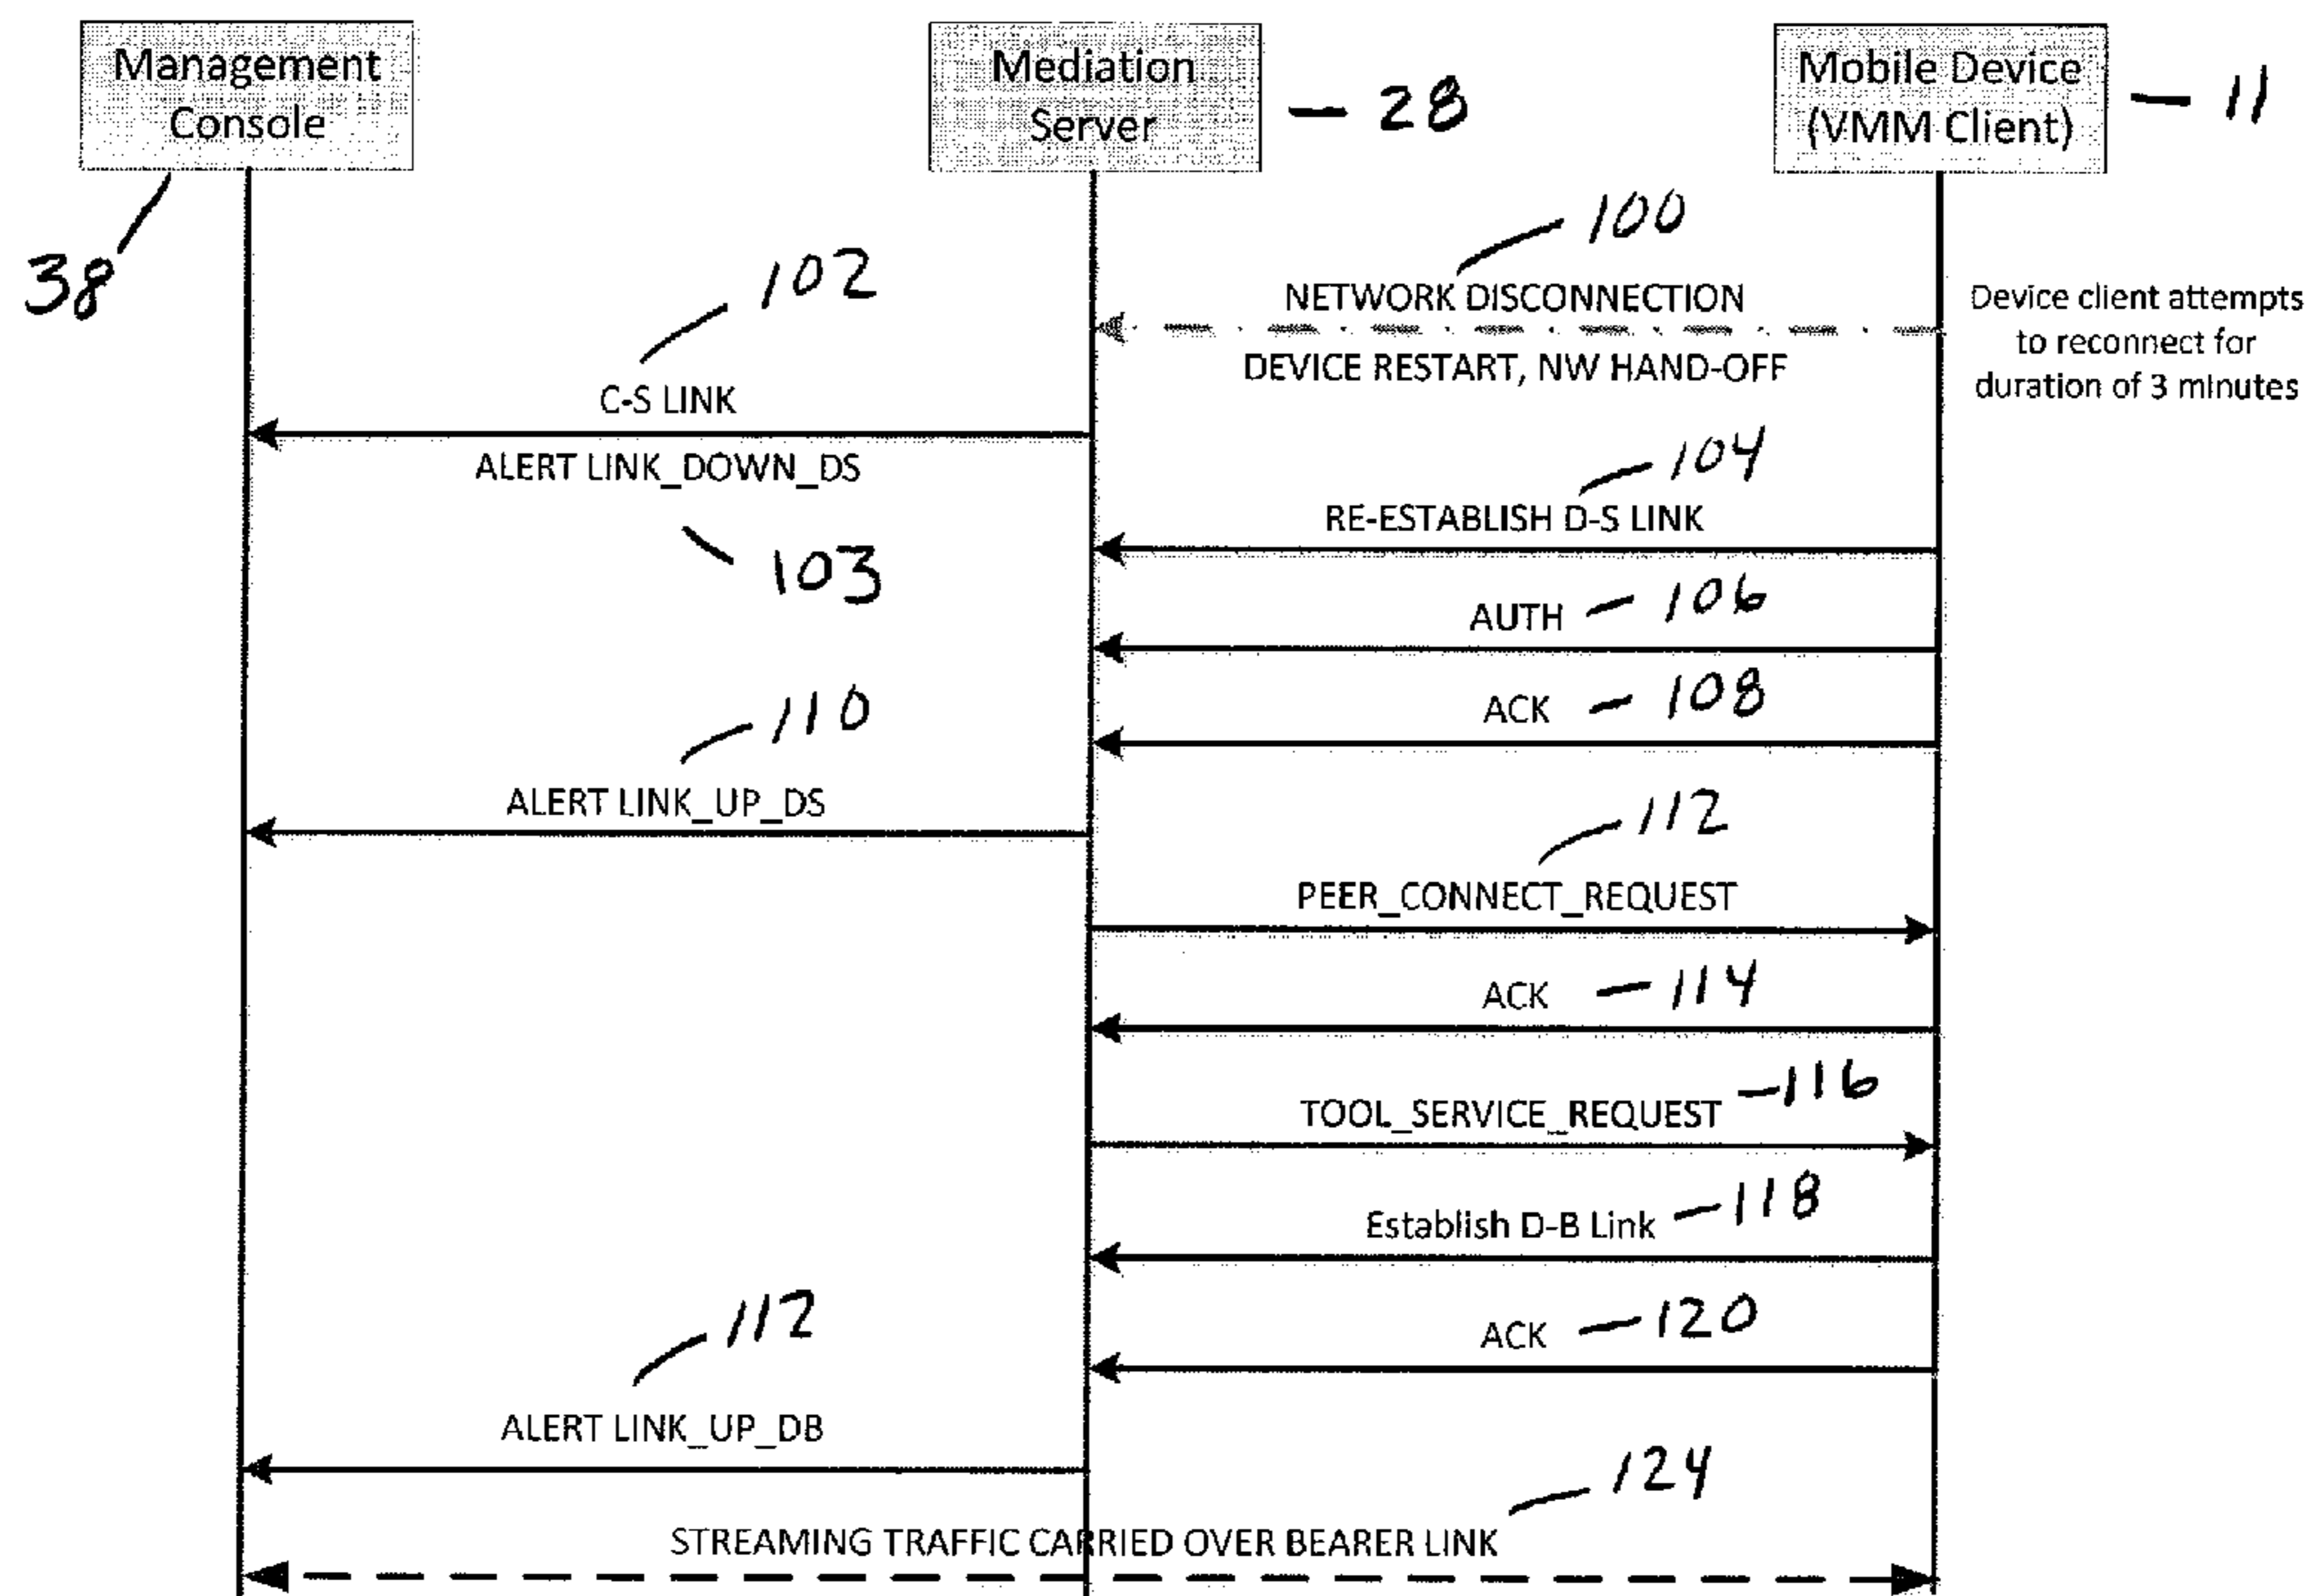 Management
Console
Mediation
Server
28
Mobile Device
(VMM Client)
11
38
100
NETWORK DISCONNECTION
DEVICE RESTART, NW HAND-OFF
Device client attempts
to reconnect for
duration of 3 minutes
102
C-S LINK
ALERT LINK_DOWN_DS
103
104
RE-ESTABLISH D-S LINK
AUTH
106
ACK
108
110
ALERT LINK_UP_DS
112
PEER_CONNECT_REQUEST
ACK
114
TOOL_SERVICE_REQUEST
116
Establish D-B Link
118
ACK
120
112
ALERT LINK_UP_DB
124
STREAMING TRAFFIC CARRIED OVER BEARER LINK